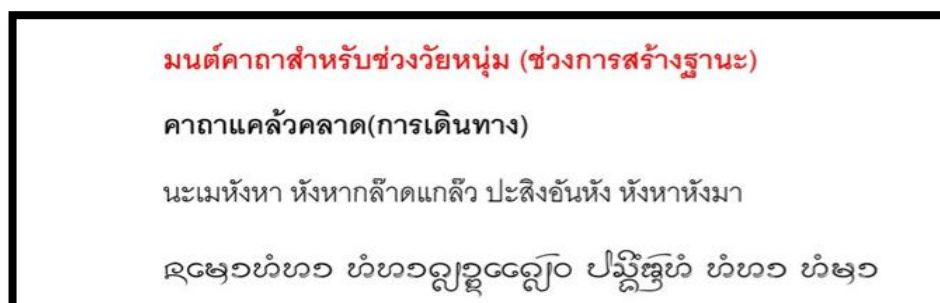 มนต์คาถาสำหรับช่วงวัยหนุ่ม (ช่วงการสร้างฐานะ)
คาถาแคล้วคลาด(การเดินทาง)
นะเมหังหา หังหากล๊าดแกล๊ว ปะสิงอันหัง หังหาหังมา